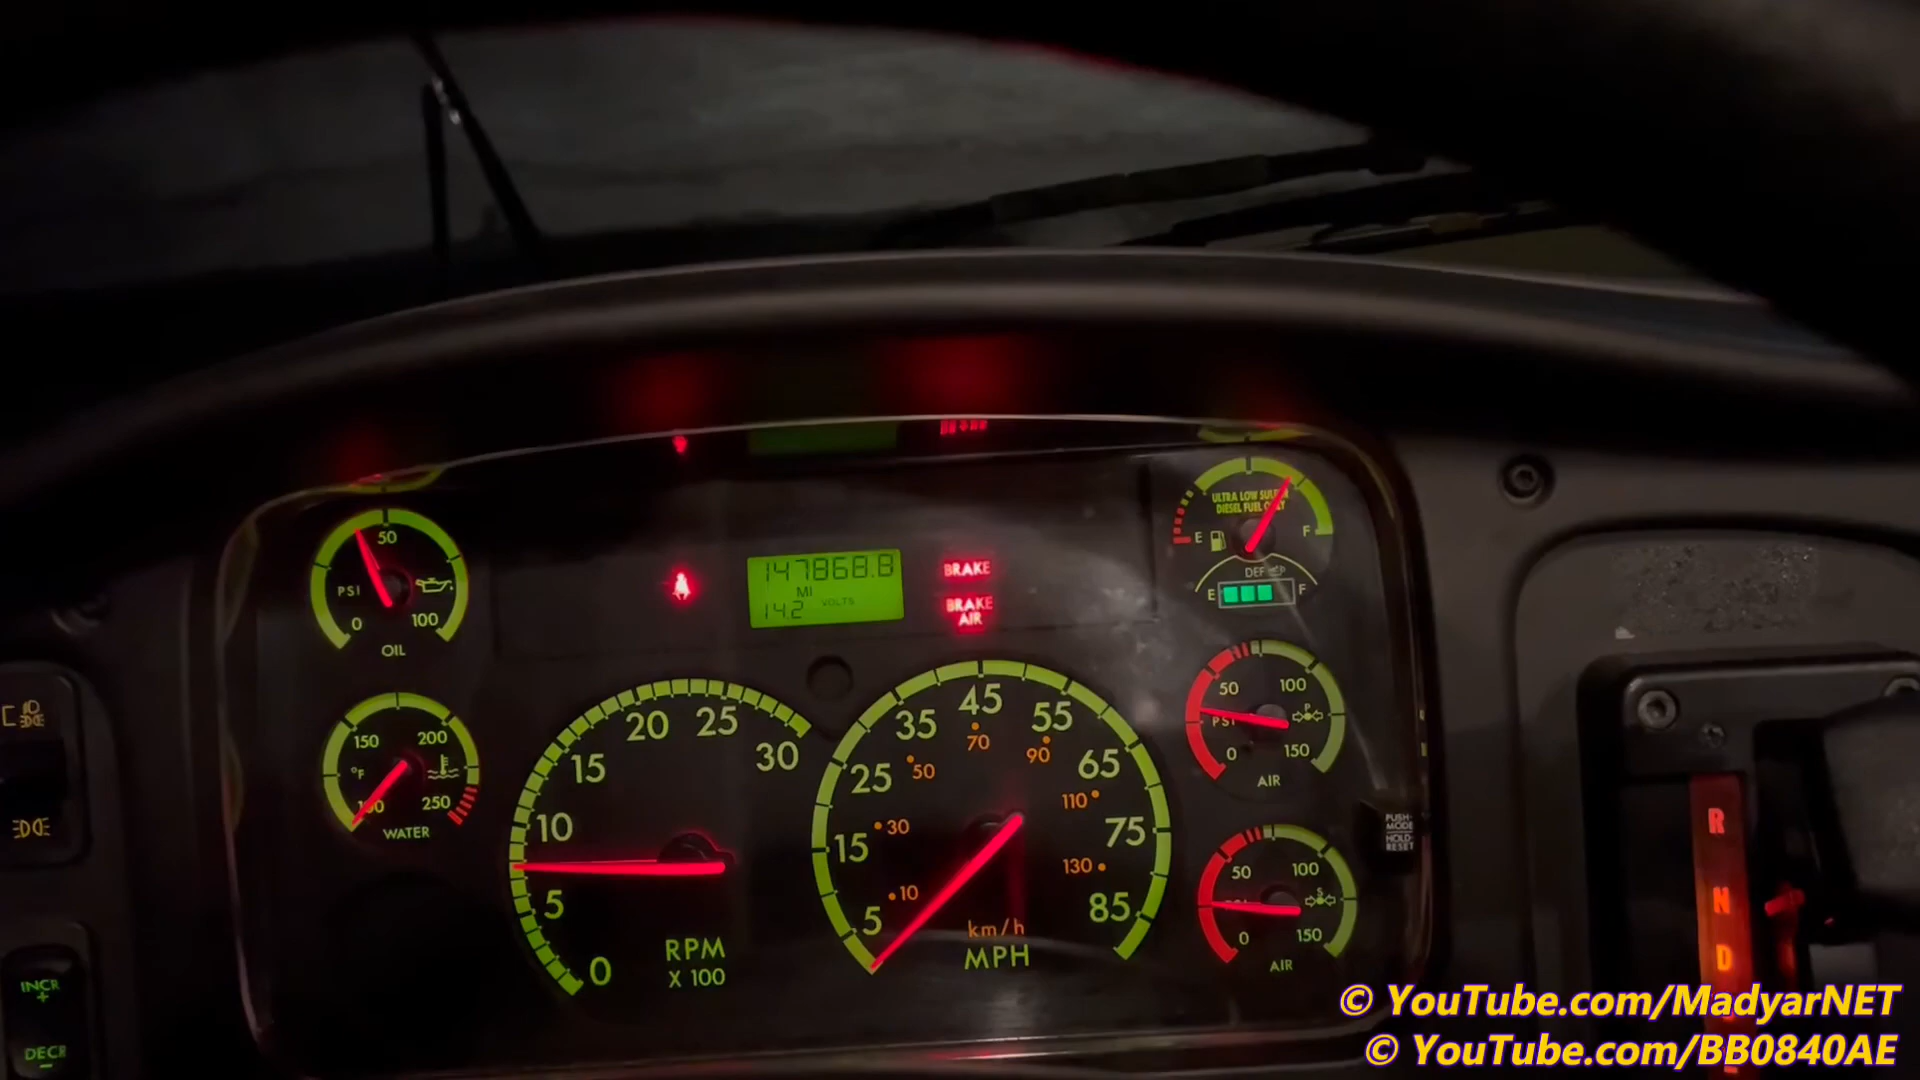 50
PSI
0
100
OIL
147868.8
MI
14.2 VOLTS
BRAKE
BRAKE
AIR
ULTRA LOW SULFUR
DIESEL FUEL ONLY
E F
DEF
E F
150 200
°F
100 250
WATER
0 5 10 15 20 25 30
RPM
X 100
5 15 25 35 45 55 65 75 85
10 30 50 70 90 110 130
km/h
MPH
50 100
PSI P
0 150
AIR
50 100
S
0 150
AIR
PUSH-
MODE
HOLD-
RESET
R
N
D
INCR
+
DECR
-
© YouTube.com/MadyarNET
© YouTube.com/BB0840AE